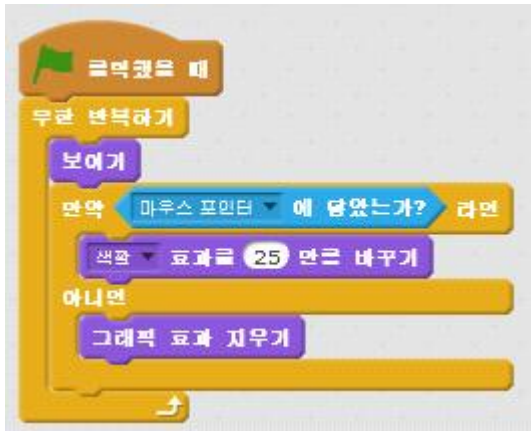 클릭했을 때
무한 반복하기
보이기
만약 마우스 포인터 에 닿았는가? 라면
색깔 효과를 25 만큼 바꾸기
아니면
그래픽 효과 지우기